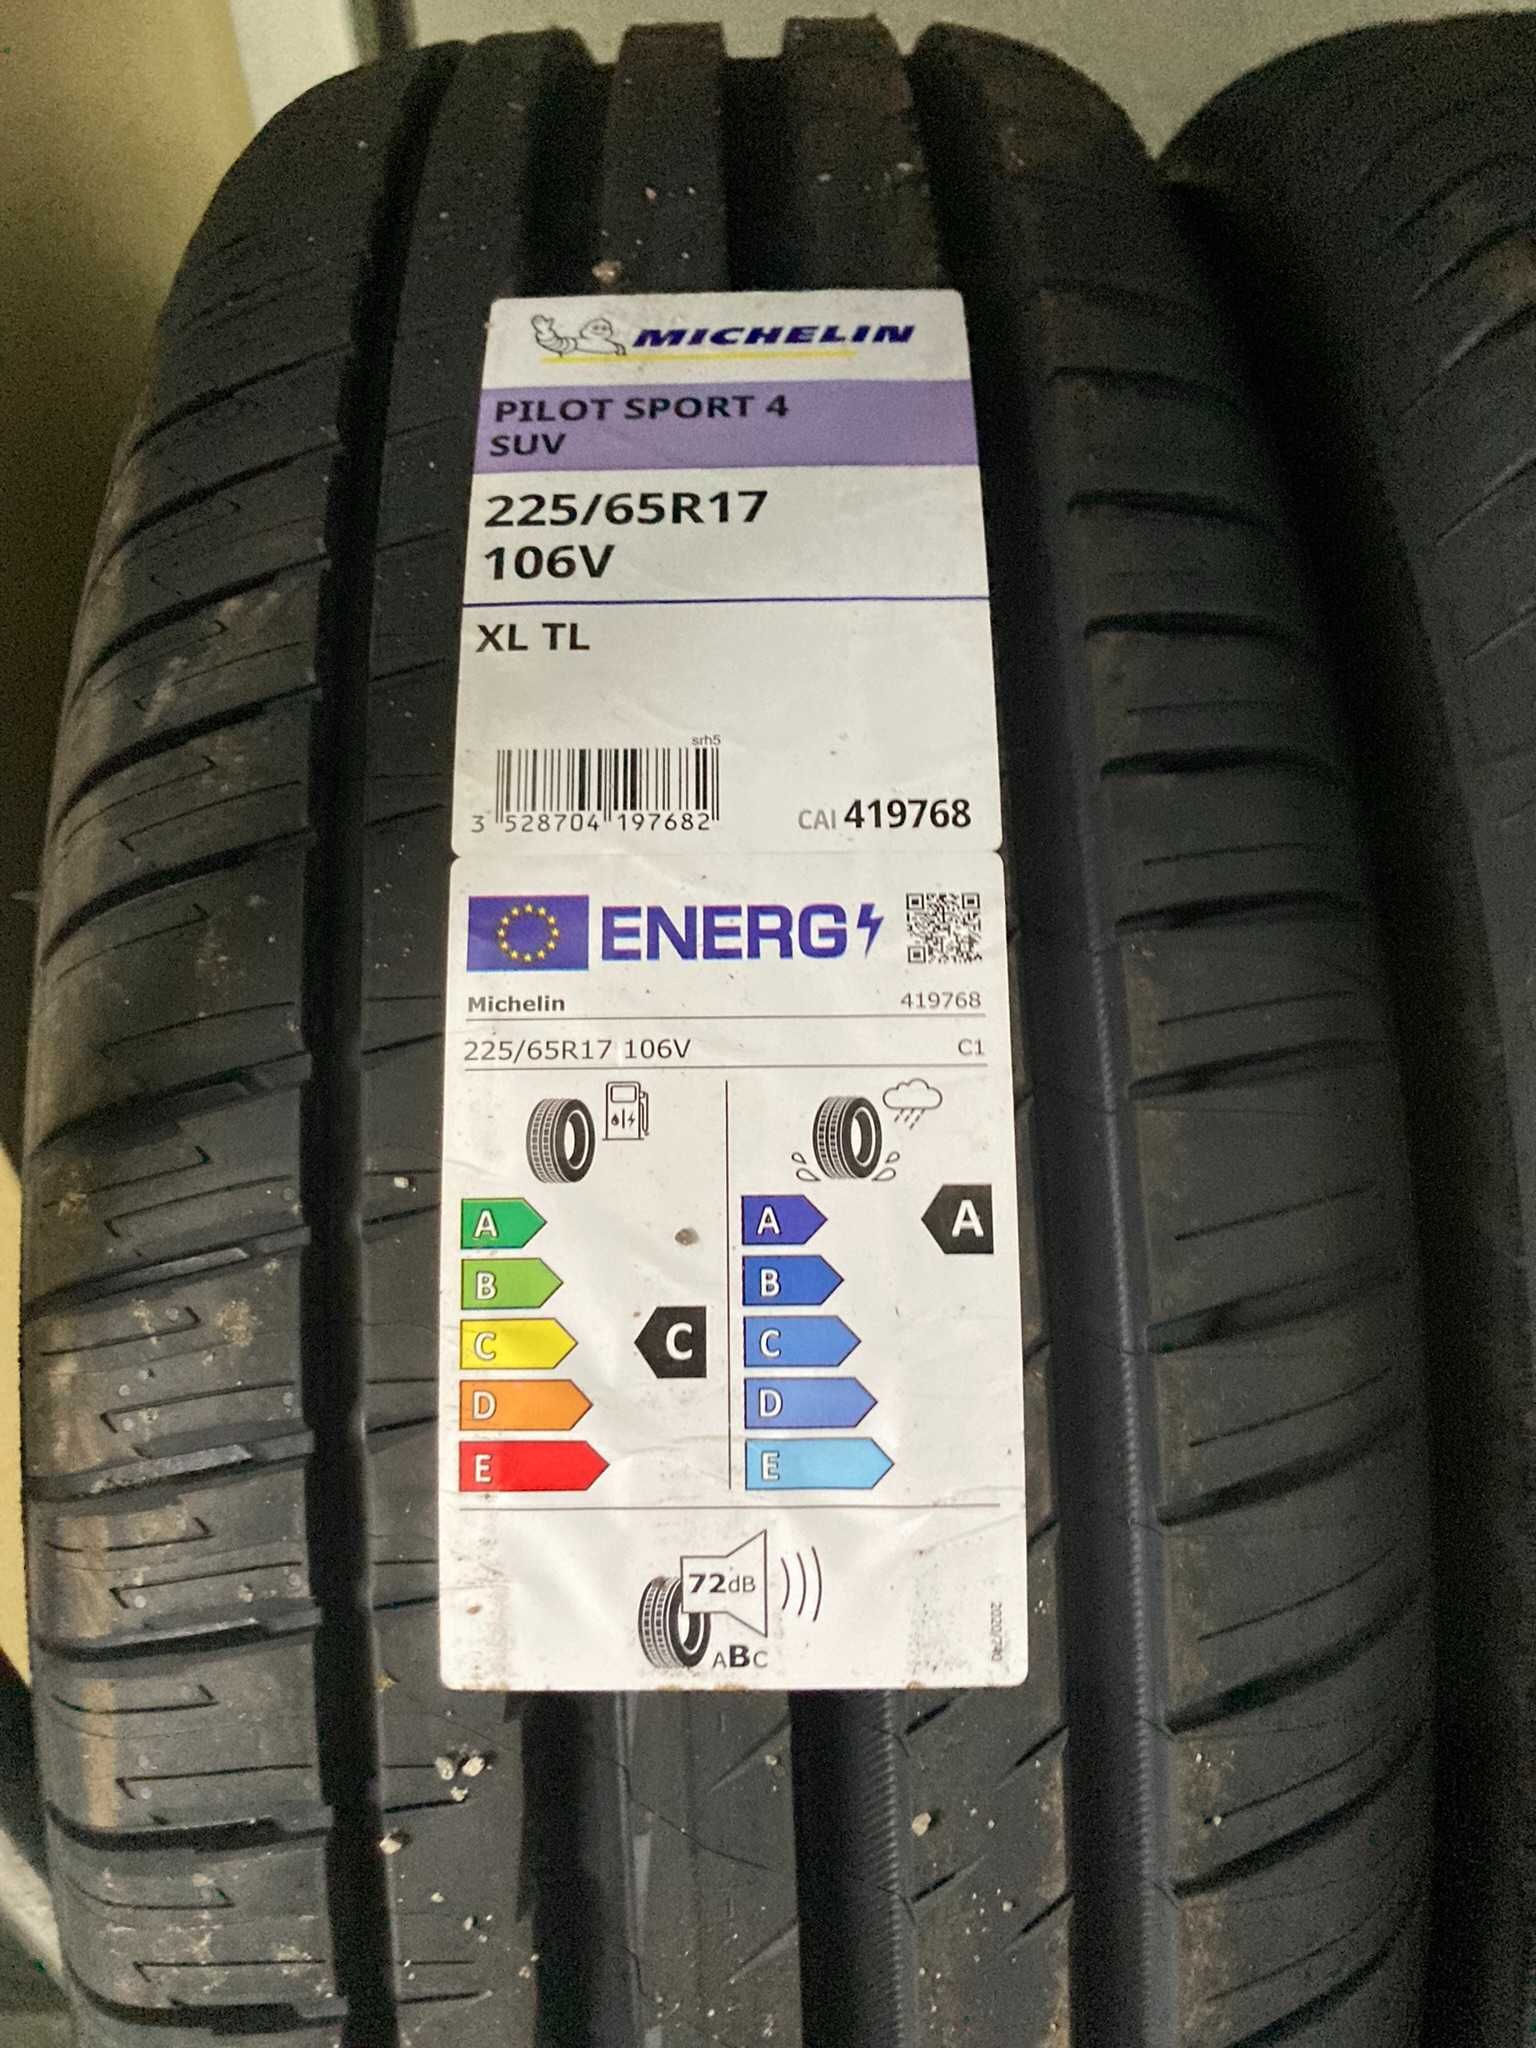 MICHELIN
PILOT SPORT 4
SUV
225/65R17
106V
XL TL
srh5
3 528704 197682
CAI 419768
ENERG
Michelin 419768
225/65R17 106V C1
A A A
B B
C C C
D D
E E
72dB
ABC
2020/740